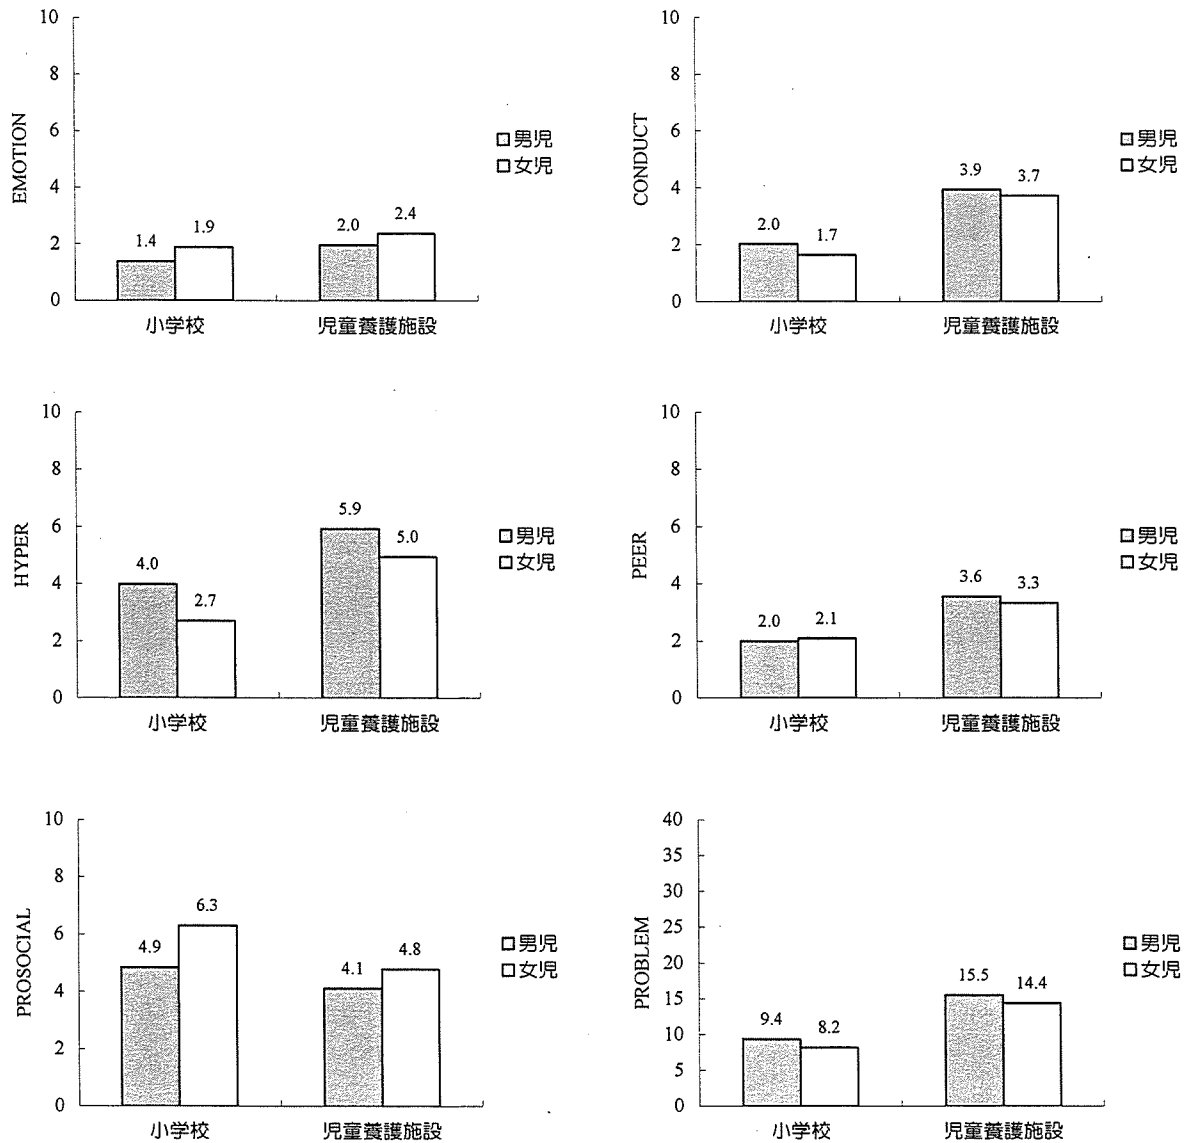 10
8
6
4
2
0
EMOTION
1.4
1.9
2.0
2.4
小学校
児童養護施設
男児
女児
10
8
6
4
2
0
CONDUCT
2.0
1.7
3.9
3.7
小学校
児童養護施設
男児
女児
10
8
6
4
2
0
HYPER
4.0
2.7
5.9
5.0
小学校
児童養護施設
男児
女児
10
8
6
4
2
0
PEER
2.0
2.1
3.6
3.3
小学校
児童養護施設
男児
女児
10
8
6
4
2
0
PROSOCIAL
4.9
6.3
4.1
4.8
小学校
児童養護施設
男児
女児
40
35
30
25
20
15
10
5
0
PROBLEM
9.4
8.2
15.5
14.4
小学校
児童養護施設
男児
女児